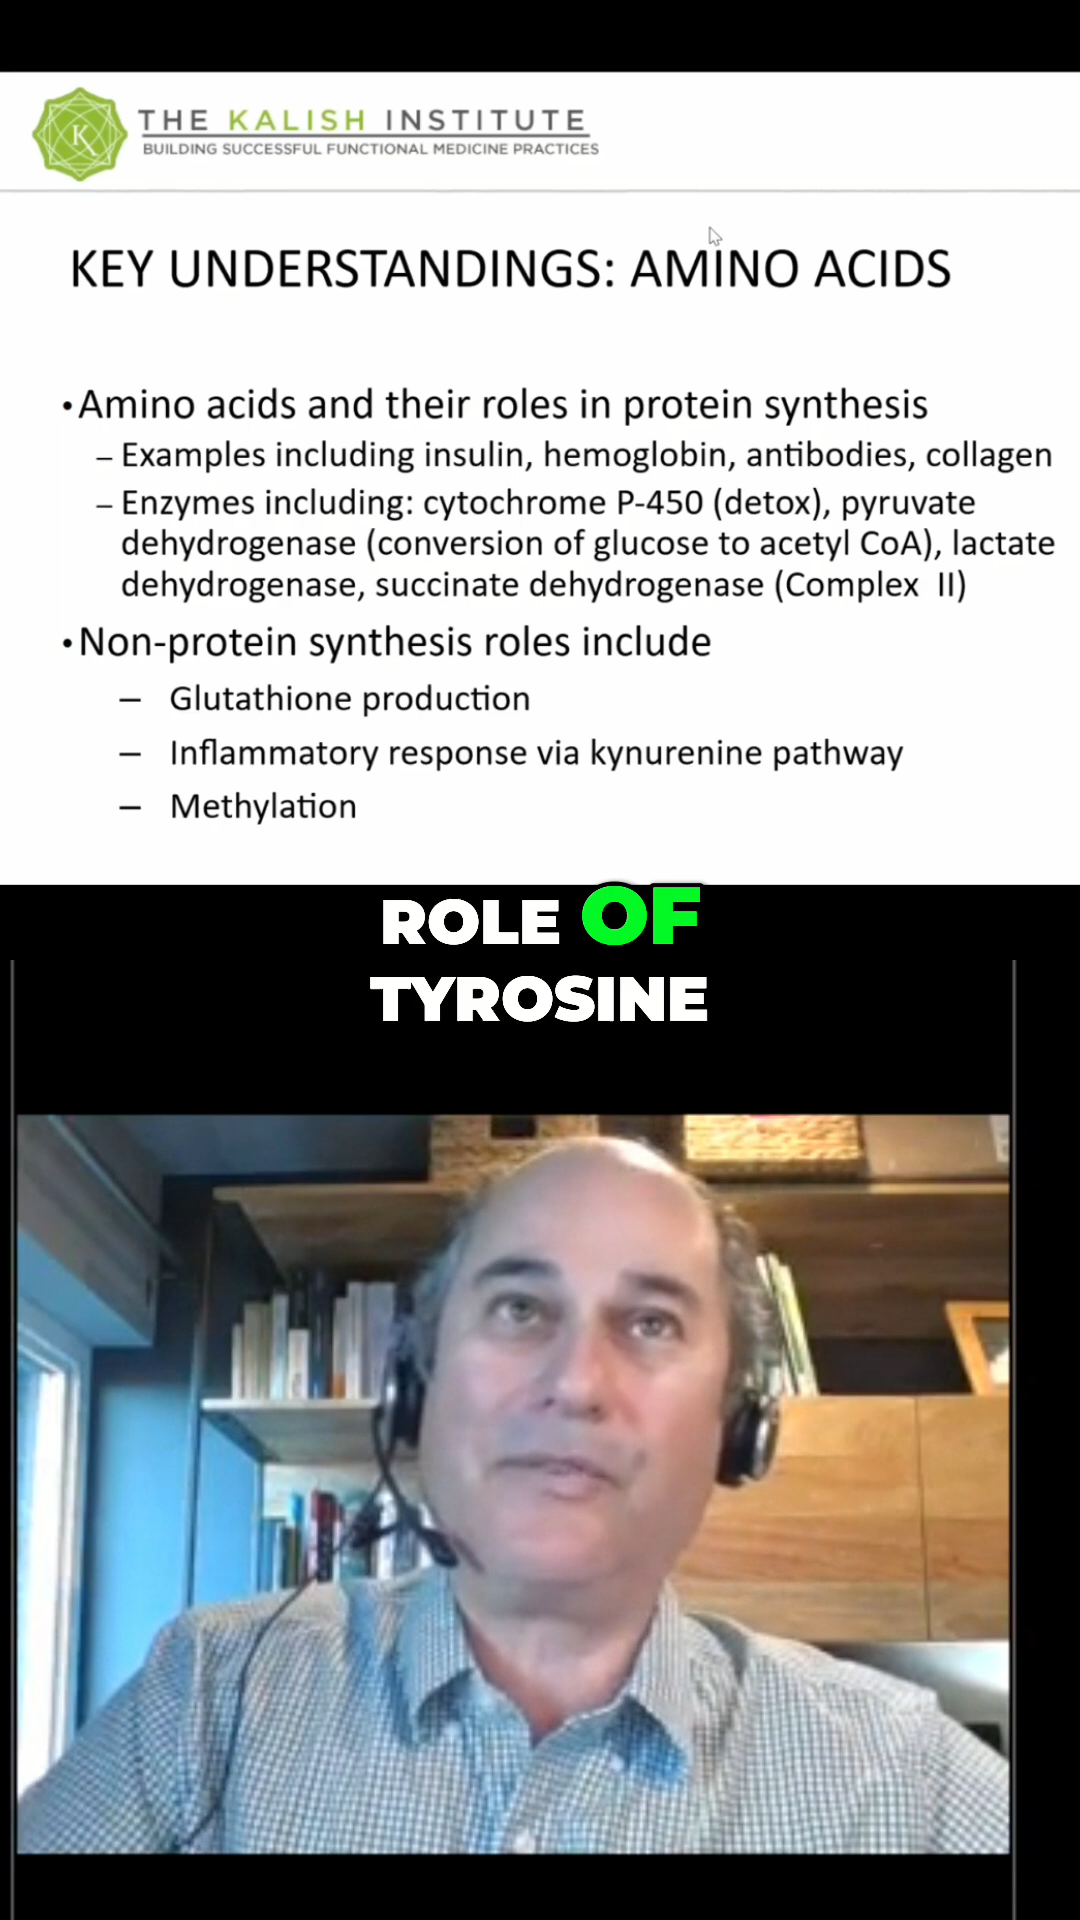 THE KALISH INSTITUTE
BUILDING SUCCESSFUL FUNCTIONAL MEDICINE PRACTICES
K
KEY UNDERSTANDINGS: AMINO ACIDS
• Amino acids and their roles in protein synthesis
– Examples including insulin, hemoglobin, antibodies, collagen
– Enzymes including: cytochrome P-450 (detox), pyruvate
dehydrogenase (conversion of glucose to acetyl CoA), lactate
dehydrogenase, succinate dehydrogenase (Complex II)
• Non-protein synthesis roles include
– Glutathione production
– Inflammatory response via kynurenine pathway
– Methylation
ROLE OF
TYROSINE